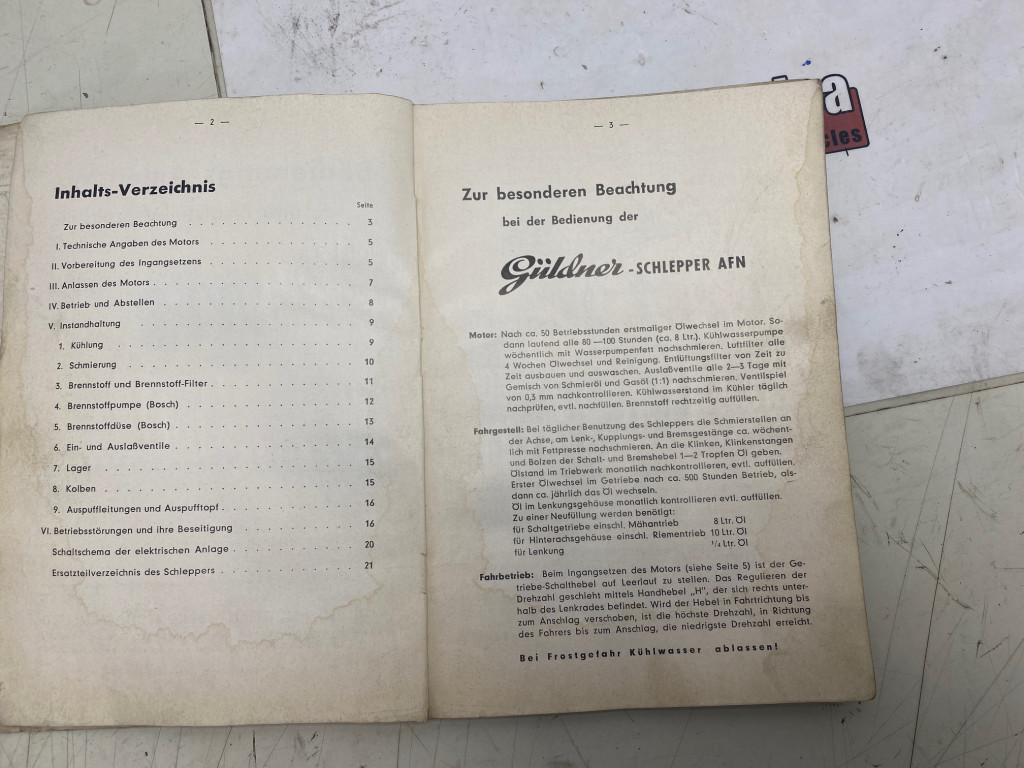 — 2 —
Inhalts-Verzeichnis
Seite
Zur besonderen Beachtung . . . . . . . . . . . . 3
I. Technische Angaben des Motors . . . . . . . . . . . 5
II. Vorbereitung des Ingangsetzens . . . . . . . . . . . 5
III. Anlassen des Motors . . . . . . . . . . . . . . 7
IV. Betrieb und Abstellen . . . . . . . . . . . . . . 8
V. Instandhaltung . . . . . . . . . . . . . . . 9
1. Kühlung . . . . . . . . . . . . . . . . . 9
2. Schmierung . . . . . . . . . . . . . . . . 10
3. Brennstoff und Brennstoff-Filter . . . . . . . . . . 11
4. Brennstoffpumpe (Bosch) . . . . . . . . . . . . 12
5. Brennstoffdüse (Bosch) . . . . . . . . . . . . . 13
6. Ein- und Auslaßventile . . . . . . . . . . . . . 14
7. Lager . . . . . . . . . . . . . . . . . . 15
8. Kolben . . . . . . . . . . . . . . . . . . 15
9. Auspuffleitungen und Auspufftopf . . . . . . . . . . 16
VI. Betriebsstörungen und ihre Beseitigung . . . . . . . . . 16
Schaltschema der elektrischen Anlage . . . . . . . . . 20
Ersatzteilverzeichnis des Schleppers . . . . . . . . . . 21
— 3 —
Zur besonderen Beachtung
bei der Bedienung der
Güldner - SCHLEPPER AFN
Motor: Nach ca. 50 Betriebsstunden erstmaliger Ölwechsel im Motor. So-
dann laufend alle 80 —100 Stunden (ca. 8 Ltr.). Kühlwasserpumpe
wöchentlich mit Wasserpumpenfett nachschmieren. Luftfilter alle
4 Wochen Ölwechsel und Reinigung. Entlüftungsfilter von Zeit zu
Zeit ausbauen und auswaschen. Auslaßventile alle 2—3 Tage mit
Gemisch von Schmieröl und Gasöl (1:1) nachschmieren. Ventilspiel
von 0,3 mm nachkontrollieren. Kühlwasserstand im Kühler täglich
nachprüfen, evtl. nachfüllen. Brennstoff rechtzeitig auffüllen.
Fahrgestell: Bei täglicher Benutzung des Schleppers die Schmierstellen an
der Achse, am Lenk-, Kupplungs- und Bremsgestänge ca. wöchent-
lich mit Fettpresse nachschmieren. An die Klinken, Klinkenstangen
und Bolzen der Schalt- und Bremshebel 1—2 Tropfen Öl geben.
Ölstand im Triebwerk monatlich nachkontrollieren, evtl. auffüllen.
Erster Ölwechsel im Getriebe nach ca. 500 Stunden Betrieb, als-
dann ca. jährlich das Öl wechseln.
Öl im Lenkungsgehäuse monatlich kontrollieren evtl. auffüllen.
Zu einer Neufüllung werden benötigt:
für Schaltgetriebe einschl. Mähantrieb 8 Ltr. Öl
für Hinterachsgehäuse einschl. Riementrieb 10 Ltr. Öl
für Lenkung ¼ Ltr. Öl
Fahrbetrieb: Beim Ingangsetzen des Motors (siehe Seite 5) ist der Ge-
triebe-Schalthebel auf Leerlauf zu stellen. Das Regulieren der
Drehzahl geschieht mittels Handhebel „H", der sich rechts unter-
halb des Lenkrades befindet. Wird der Hebel in Fahrtrichtung bis
zum Anschlag verschoben, ist die höchste Drehzahl, in Richtung
des Fahrers bis zum Anschlag, die niedrigste Drehzahl erreicht.
Bei Frostgefahr Kühlwasser ablassen!